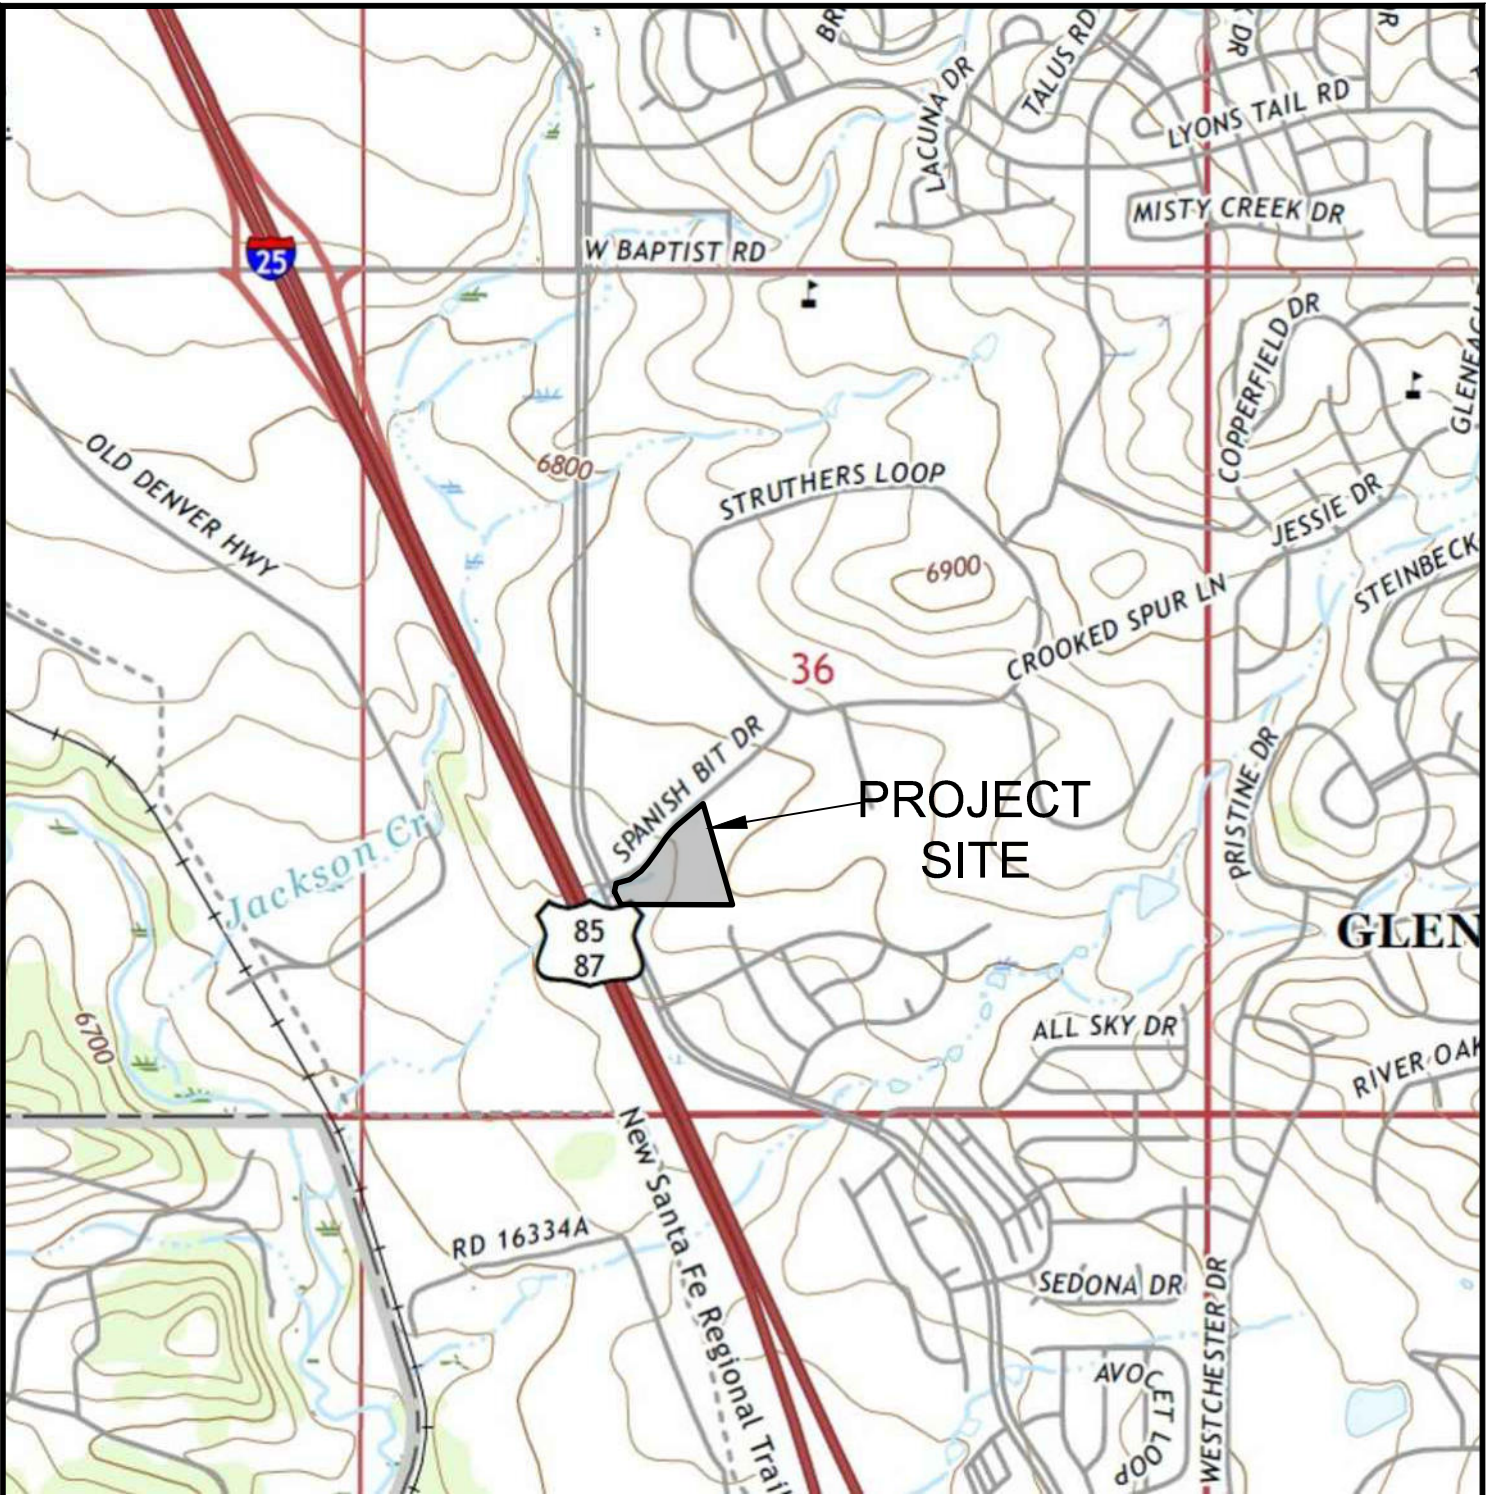 LACUNA DR
TALUS RD
LYONS TAIL RD
MISTY CREEK DR
W BAPTIST RD
25
COPPERFIELD DR
OLD DENVER HWY
6800
STRUTHERS LOOP
JESSIE DR
6900
STEINBECK
CROOKED SPUR LN
36
SPANISH BIT DR
PRISTINE DR
PROJECT
SITE
Jackson Cr
85
87
GLEN
6700
ALL SKY DR
RIVER OAK
New Santa Fe Regional Trail
RD 16334A
SEDONA DR
WESTCHESTER DR
AVOCET LOOP